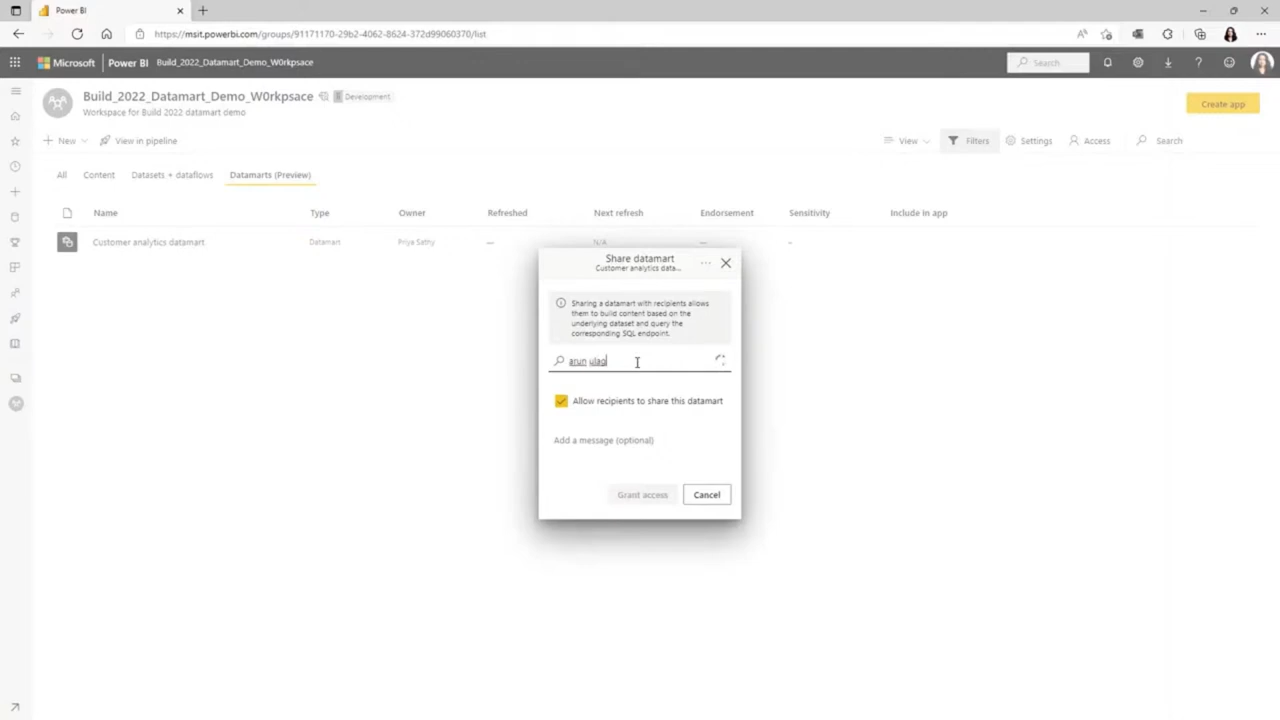 Power BI
https://msit.powerbi.com/groups/91171170-29b2-4062-8624-372d99060370/list
Microsoft Power BI Build_2022_Datamart_Demo_W0rkpsace Search
Build_2022_Datamart_Demo_W0rkpsace Development
Workspace for Build 2022 datamart demo
Create app
New View in pipeline View Filters Settings Access Search
All Content Datasets + dataflows Datamarts (Preview)
Name Type Owner Refreshed Next refresh Endorsement Sensitivity Include in app
Customer analytics datamart Datamart Priya Sathy — N/A — -
Share datamart
Customer analytics data...
Sharing a datamart with recipients allows
them to build content based on the
underlying dataset and query the
corresponding SQL endpoint.
arun ulag
Allow recipients to share this datamart
Add a message (optional)
Grant access Cancel